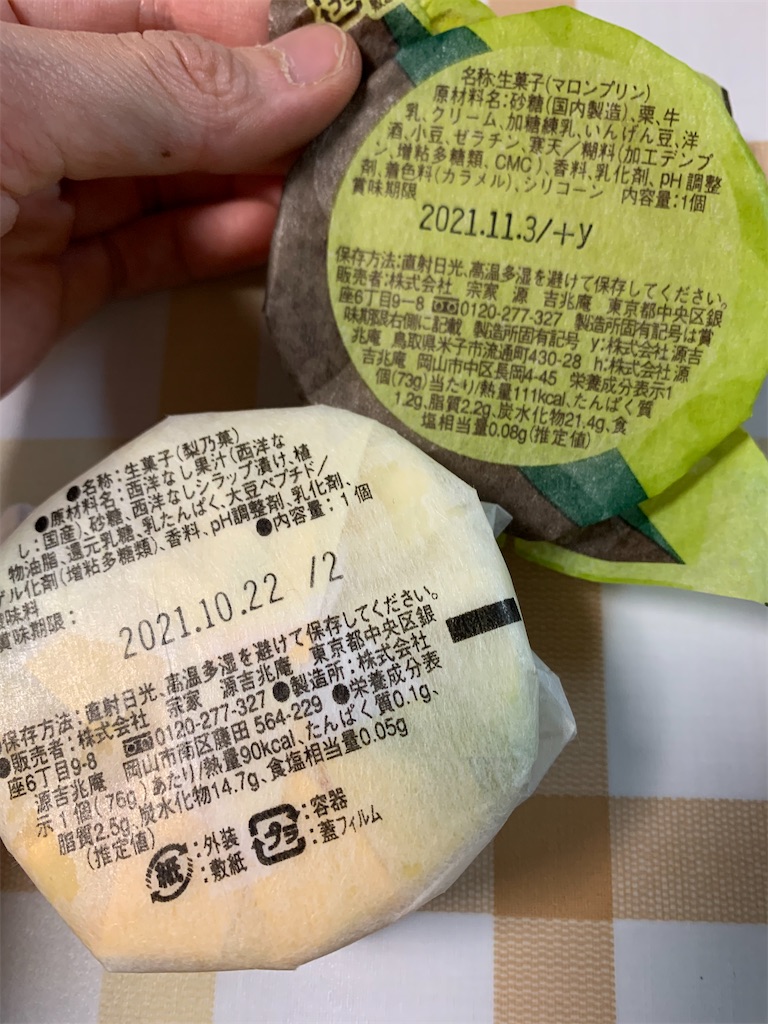 名称:生菓子(マロンプリン)
原材料名:砂糖(国内製造)、栗、牛
乳、クリーム、加糖練乳、いんげん豆、洋
酒、小豆、ゼラチン、寒天/糊料(加工デンプ
ン、増粘多糖類、CMC)、香料、乳化剤、pH調整
剤、着色料(カラメル)、シリコーン 内容量:1個
賞味期限
2021.11.3/+y
保存方法:直射日光、高温多湿を避けて保存してください。
販売者:株式会社 宗家 源 吉兆庵 東京都中央区銀
座6丁目9-8 0120-277-327 製造所固有記号は賞
味期限右側に記載 製造所固有記号 y:株式会社源吉
兆庵 鳥取県米子市流通町430-28 h:株式会社源
吉兆庵 岡山市中区長岡4-45 栄養成分表示1
個(73g)当たり/熱量111kcal、たんぱく質
1.2g、脂質2.2g、炭水化物21.4g、食
塩相当量0.08g(推定値)
●名称:生菓子(梨乃菓)
●原材料名:西洋なし果汁(西洋な
し:国産)、砂糖、西洋なしシラップ漬け、植
物油脂、還元乳糖、乳たんぱく、大豆ペプチド/
ゲル化剤(増粘多糖類)、香料、pH調整剤、乳化剤、
味料 ●内容量:1個
賞味期限:
2021.10.22 /2
保存方法:直射日光、高温多湿を避けて保存してください。
●販売者:株式会社 宗家 源吉兆庵 東京都中央区銀
座6丁目9-8 0120-277-327 ●製造所:株式会社
源吉兆庵 岡山市南区藤田564-229 ●栄養成分表
示1個(76g)あたり/熱量90kcal、たんぱく質0.1g、
脂質2.5g、炭水化物14.7g、食塩相当量0.05g
(推定値)
紙 :外装 プラ :容器
:敷紙 :蓋フィルム